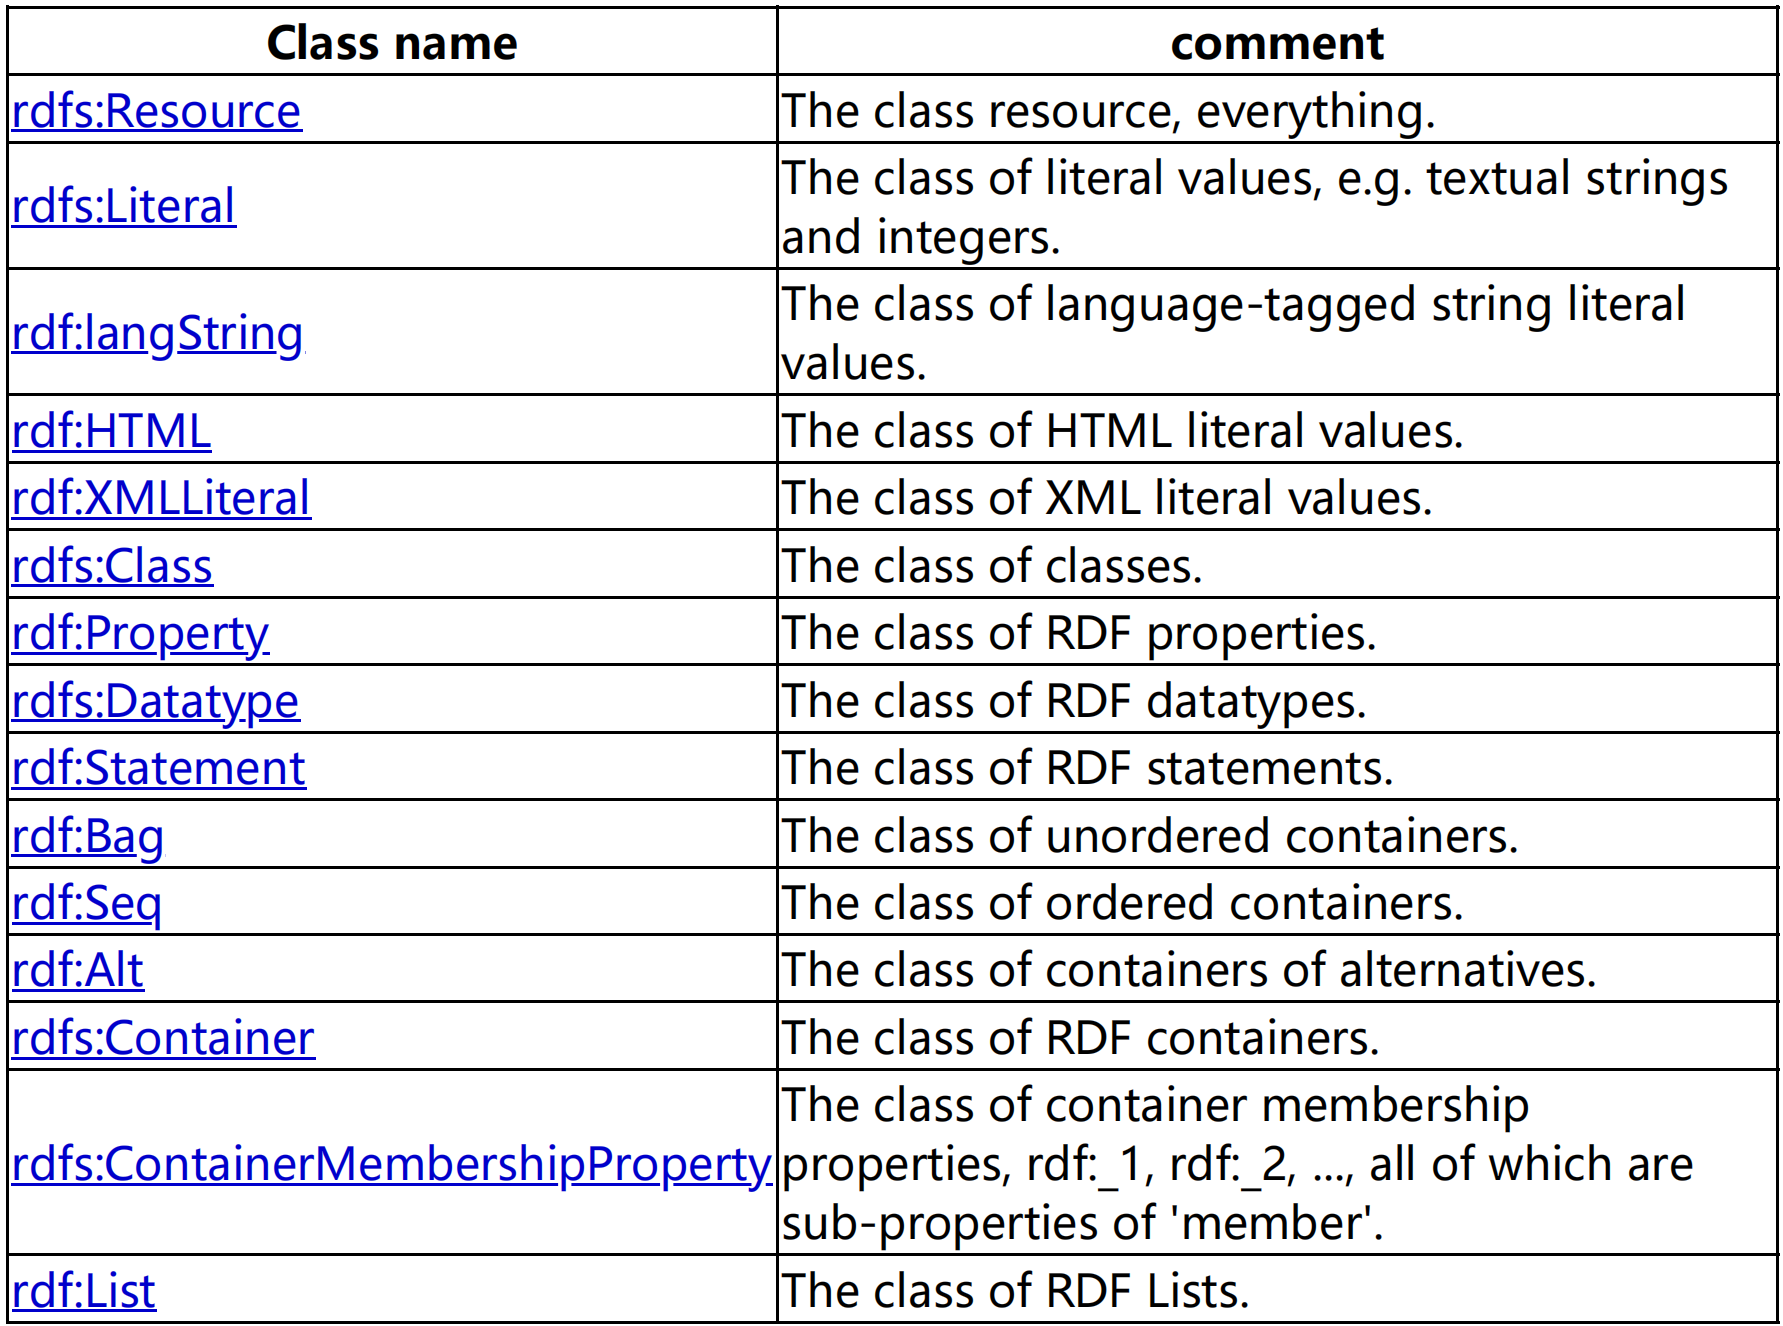 Class name comment
rdfs:Resource The class resource, everything.
rdfs:Literal The class of literal values, e.g. textual strings
and integers.
rdf:langString The class of language-tagged string literal
values.
rdf:HTML The class of HTML literal values.
rdf:XMLLiteral The class of XML literal values.
rdfs:Class The class of classes.
rdf:Property The class of RDF properties.
rdfs:Datatype The class of RDF datatypes.
rdf:Statement The class of RDF statements.
rdf:Bag The class of unordered containers.
rdf:Seq The class of ordered containers.
rdf:Alt The class of containers of alternatives.
rdfs:Container The class of RDF containers.
rdfs:ContainerMembershipProperty The class of container membership
properties, rdf:_1, rdf:_2, ..., all of which are
sub-properties of 'member'.
rdf:List The class of RDF Lists.